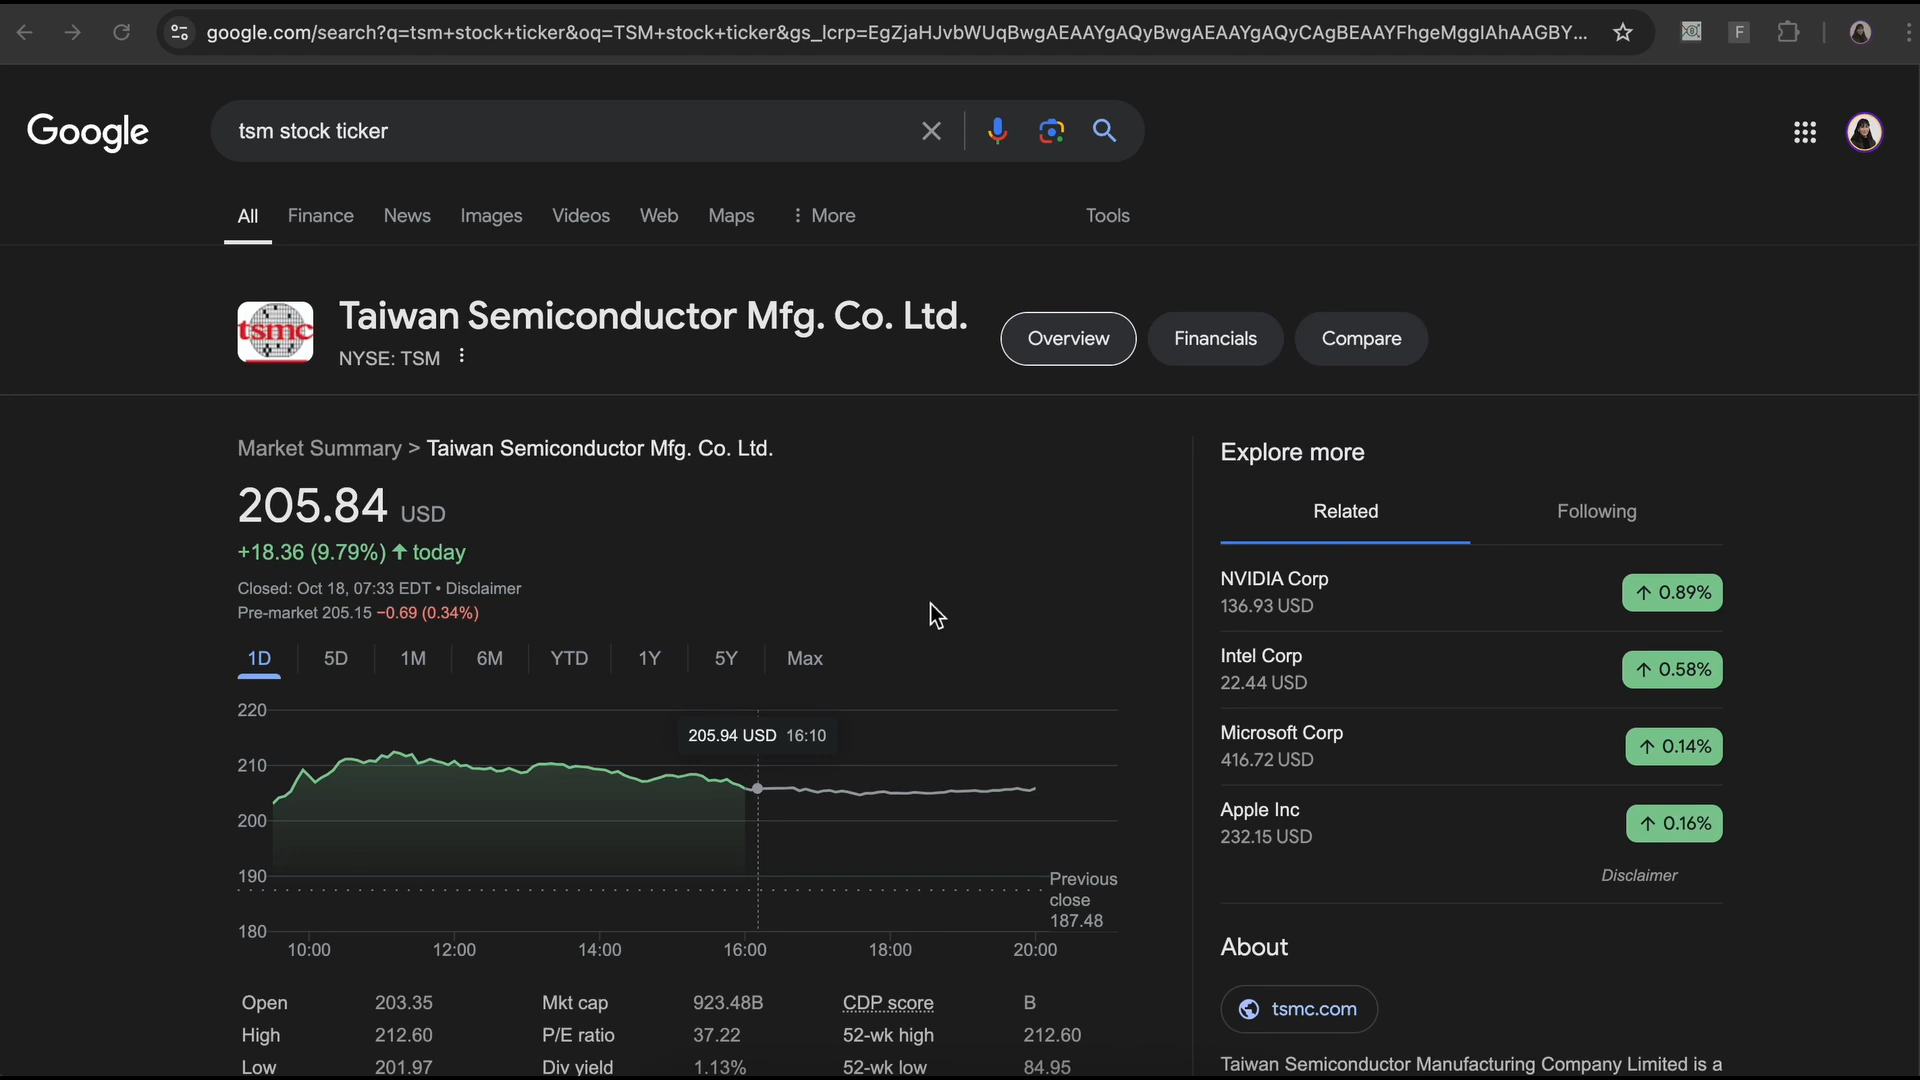 google.com/search?q=tsm+stock+ticker&oq=TSM+stock+ticker&gs_lcrp=EgZjaHJvbWUqBwgAEAAYgAQyBwgAEAAYgAQyCAgBEAAYFhgeMggIAhAAGBY...
F
Google
tsm stock ticker
All Finance News Images Videos Web Maps More Tools
tsmc
Taiwan Semiconductor Mfg. Co. Ltd.
NYSE: TSM
Overview Financials Compare
Market Summary > Taiwan Semiconductor Mfg. Co. Ltd.
205.84 USD
+18.36 (9.79%) today
Closed: Oct 18, 07:33 EDT • Disclaimer
Pre-market 205.15 −0.69 (0.34%)
1D 5D 1M 6M YTD 1Y 5Y Max
205.94 USD 16:10
220
210
200
190
180
Previous
close
187.48
10:00 12:00 14:00 16:00 18:00 20:00
Open 203.35 Mkt cap 923.48B CDP score B
High 212.60 P/E ratio 37.22 52-wk high 212.60
Low 201.97 Div yield 1.13% 52-wk low 84.95
Explore more
Related Following
NVIDIA Corp
136.93 USD
0.89%
Intel Corp
22.44 USD
0.58%
Microsoft Corp
416.72 USD
0.14%
Apple Inc
232.15 USD
0.16%
Disclaimer
About
tsmc.com
Taiwan Semiconductor Manufacturing Company Limited is a